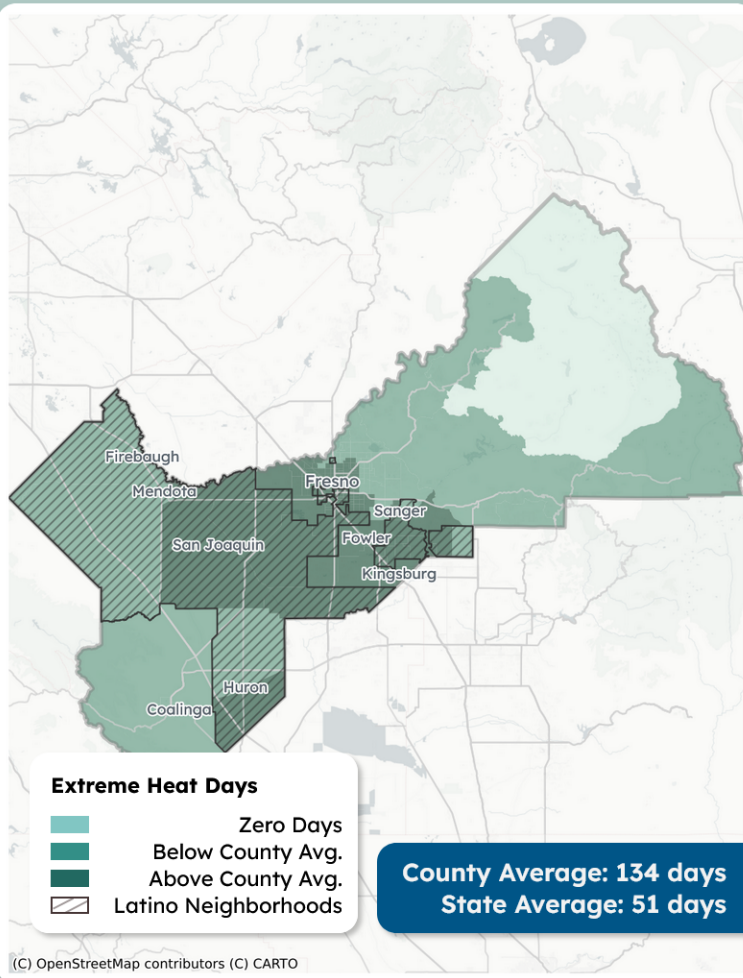 Firebaugh
Mendota
Fresno
Sanger
San Joaquin
Fowler
Kingsburg
Huron
Coalinga
Extreme Heat Days
Zero Days
Below County Avg.
Above County Avg.
Latino Neighborhoods
County Average: 134 days
State Average: 51 days
(C) OpenStreetMap contributors (C) CARTO